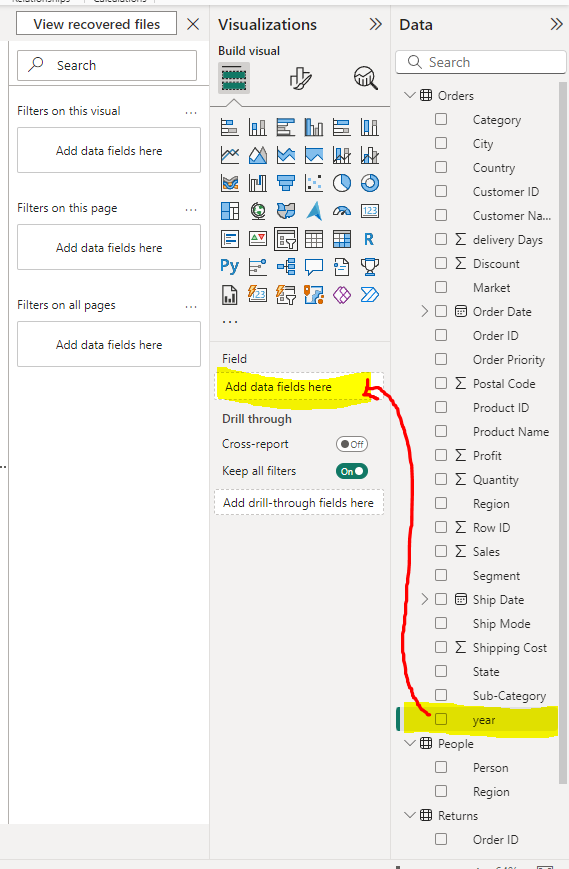 View recovered files
Search
Filters on this visual
Add data fields here
Filters on this page
Add data fields here
Filters on all pages
Add data fields here
Visualizations
Build visual
123
R
Py
123
...
Field
Add data fields here
Drill through
Cross-report
Off
Keep all filters
On
Add drill-through fields here
Data
Search
Orders
Category
City
Country
Customer ID
Customer Na...
∑ delivery Days
∑ Discount
Market
Order Date
Order ID
Order Priority
∑ Postal Code
Product ID
Product Name
∑ Profit
∑ Quantity
Region
∑ Row ID
∑ Sales
Segment
Ship Date
Ship Mode
∑ Shipping Cost
State
Sub-Category
year
People
Person
Region
Returns
Order ID